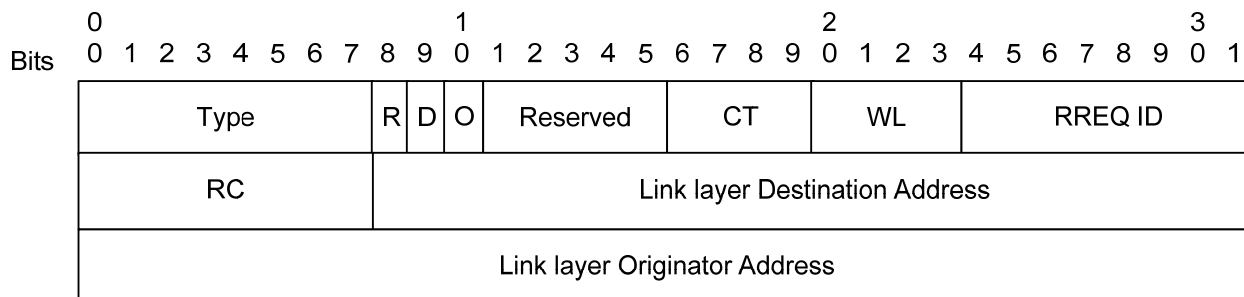 0 1 2 3
Bits 0 1 2 3 4 5 6 7 8 9 0 1 2 3 4 5 6 7 8 9 0 1 2 3 4 5 6 7 8 9 0 1
Type R D O Reserved CT WL RREQ ID
RC Link layer Destination Address
Link layer Originator Address